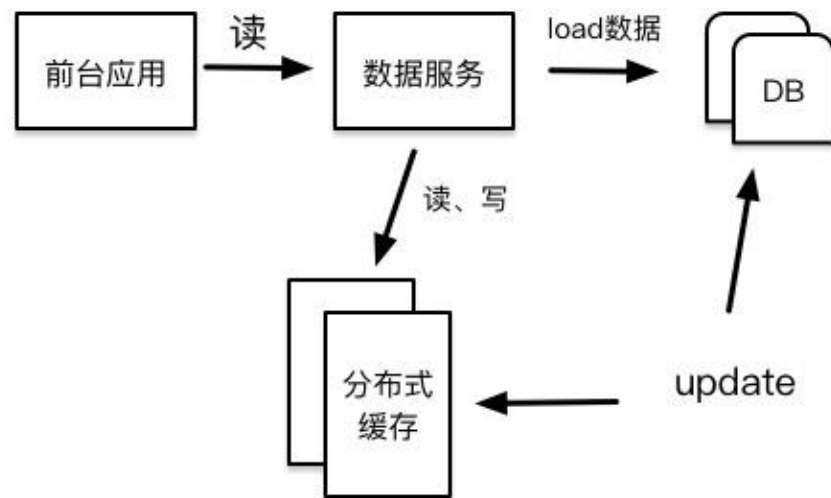 读
load数据
前台应用
数据服务
DB
读、写
分布式
缓存
update